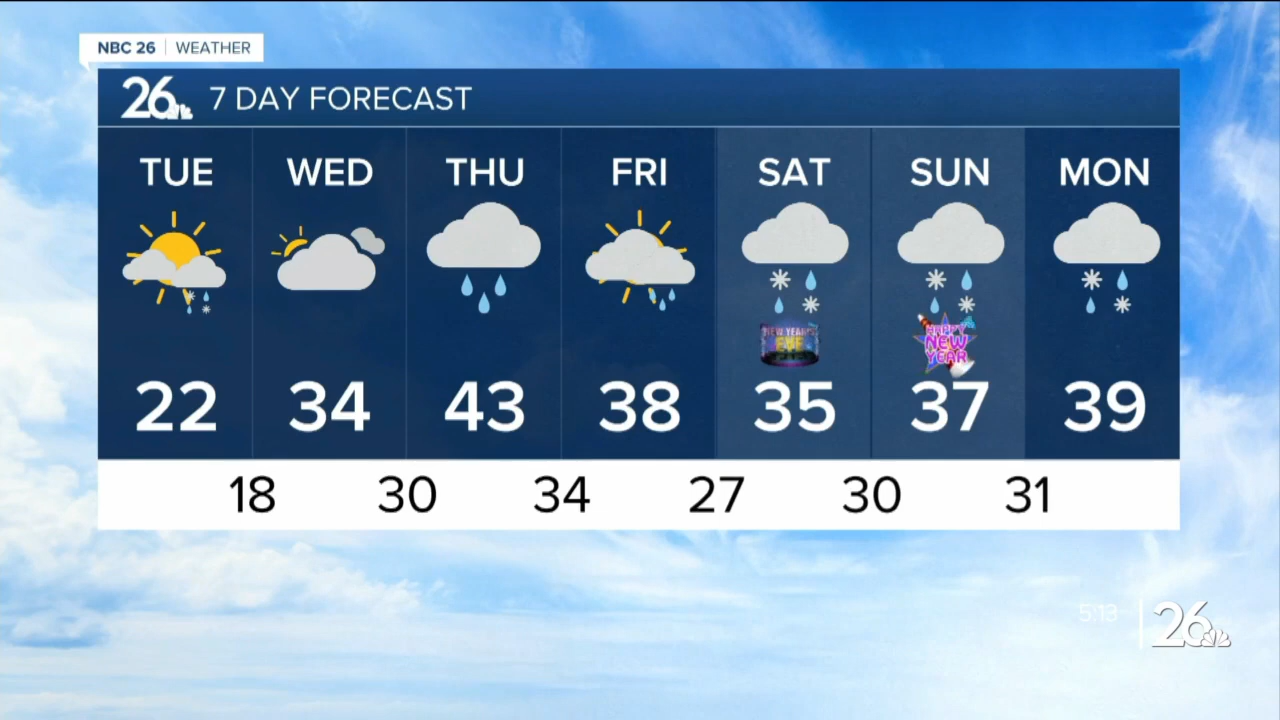 NBC 26 | WEATHER
26 7 DAY FORECAST
TUE WED THU FRI SAT SUN MON
NEW YEAR'S
EVE
HAPPY
NEW
YEAR
22 34 43 38 35 37 39
18 30 34 27 30 31
5:13 26